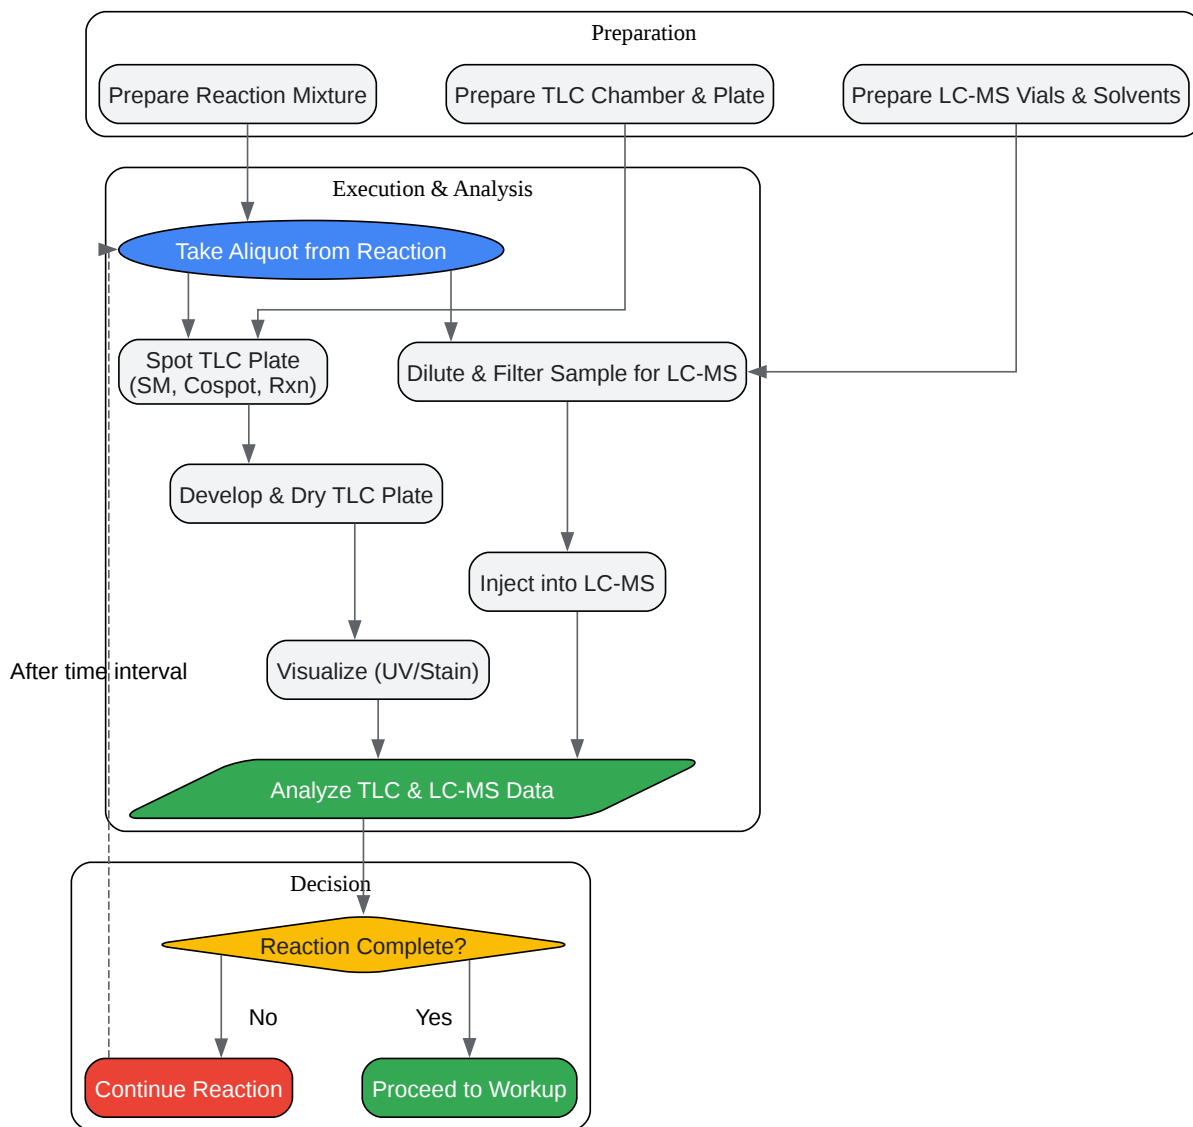 Preparation
Prepare Reaction Mixture
Prepare TLC Chamber & Plate
Prepare LC-MS Vials & Solvents
Execution & Analysis
Take Aliquot from Reaction
Spot TLC Plate
(SM, Cospot, Rxn)
Dilute & Filter Sample for LC-MS
Develop & Dry TLC Plate
Inject into LC-MS
After time interval
Visualize (UV/Stain)
Analyze TLC & LC-MS Data
Decision
Reaction Complete?
No
Yes
Continue Reaction
Proceed to Workup